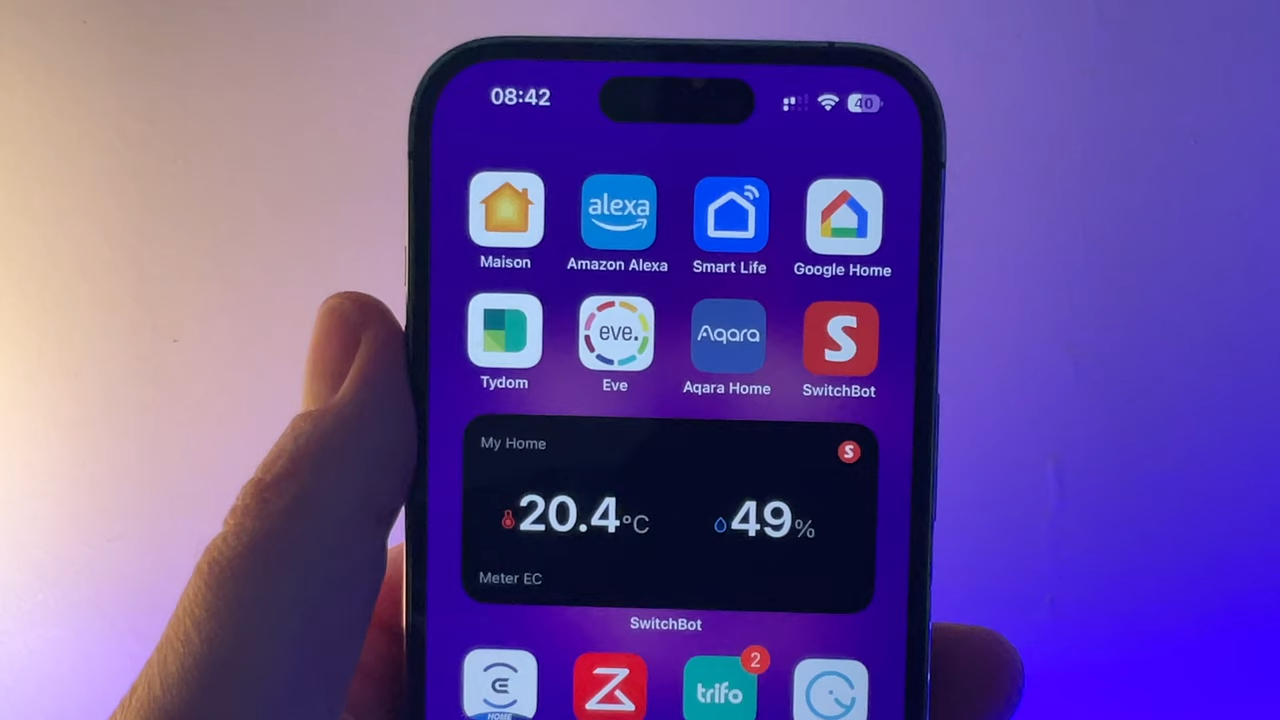 08:42
40
alexa
Maison
Amazon Alexa
Smart Life
Google Home
eve.
Aqara
S
Tydom
Eve
Aqara Home
SwitchBot
My Home
S
20.4°C
49%
Meter EC
SwitchBot
2
trifo
HOME